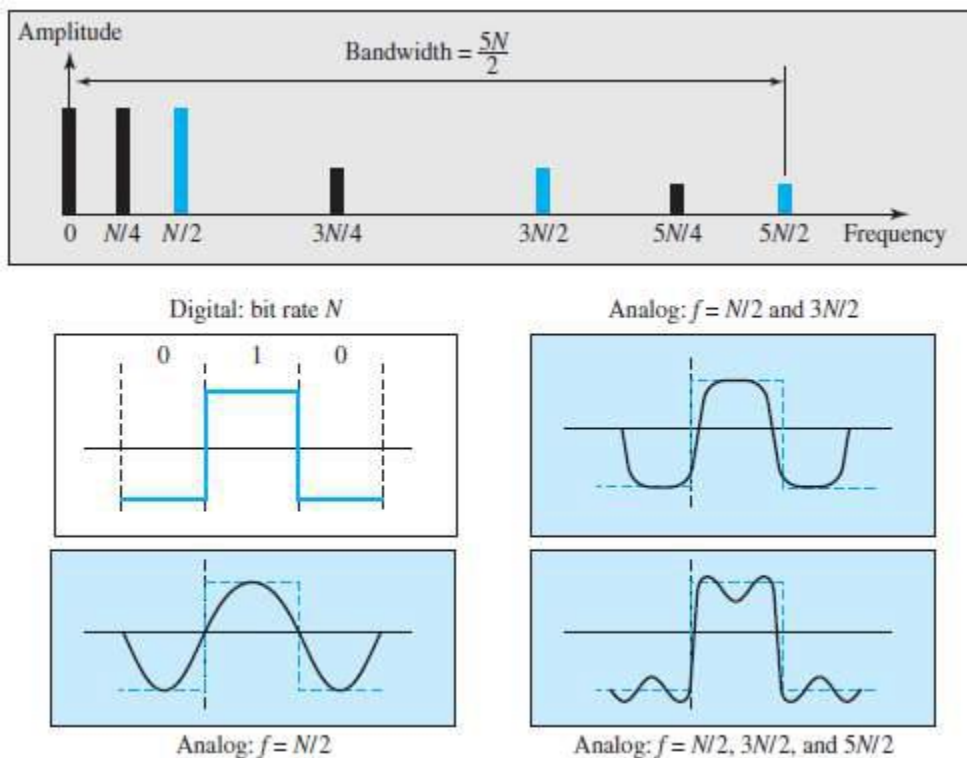 Amplitude
Bandwidth = 5N/2
0 N/4 N/2 3N/4 3N/2 5N/4 5N/2 Frequency
Digital: bit rate N
0 1 0
Analog: f = N/2 and 3N/2
Analog: f = N/2
Analog: f = N/2, 3N/2, and 5N/2